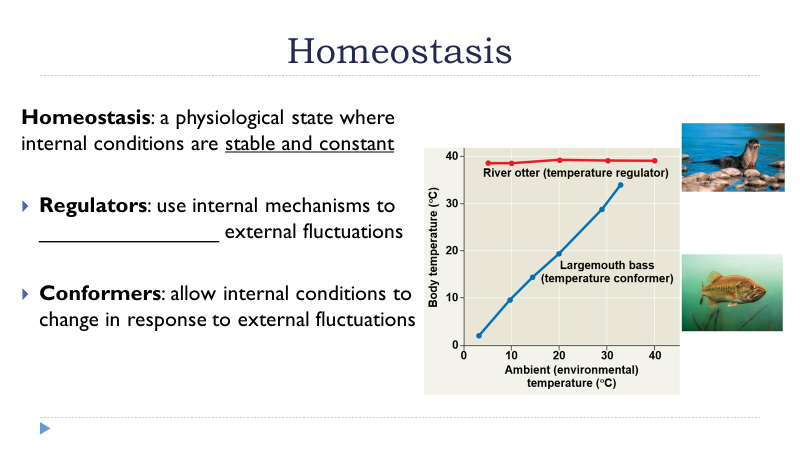 Homeostasis
Homeostasis: a physiological state where
internal conditions are stable and constant
Regulators: use internal mechanisms to
________________ external fluctuations
Conformers: allow internal conditions to
change in response to external fluctuations
40
River otter (temperature regulator)
30
20
Largemouth bass
(temperature conformer)
10
0
Body temperature (°C)
0 10 20 30 40
Ambient (environmental)
temperature (°C)